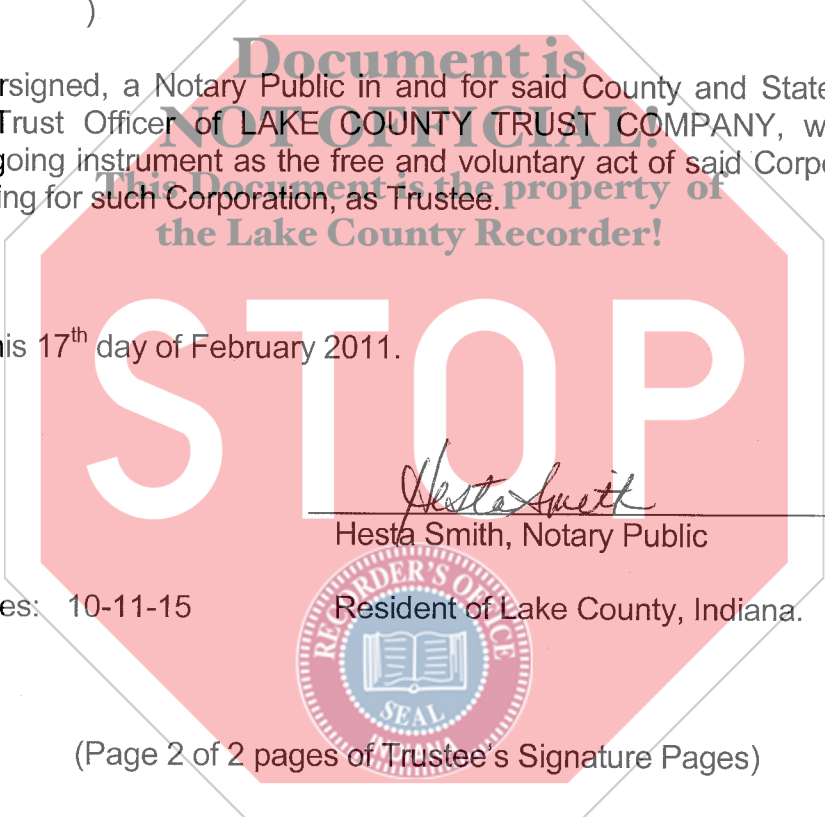 )
Document is
rsigned, a Notary Public in and for said County and State
NOT OFFICIAL!
Trust Officer of LAKE COUNTY TRUST COMPANY, w
going instrument as the free and voluntary act of said Corpo
This Document is the property of
ing for such Corporation, as Trustee.
the Lake County Recorder!
STOP
is 17th day of February 2011.
Hesta Smith
Hesta Smith, Notary Public
RECORDER'S OFFICE
es: 10-11-15 Resident of Lake County, Indiana.
SEAL
INDIANA
(Page 2 of 2 pages of Trustee's Signature Pages)